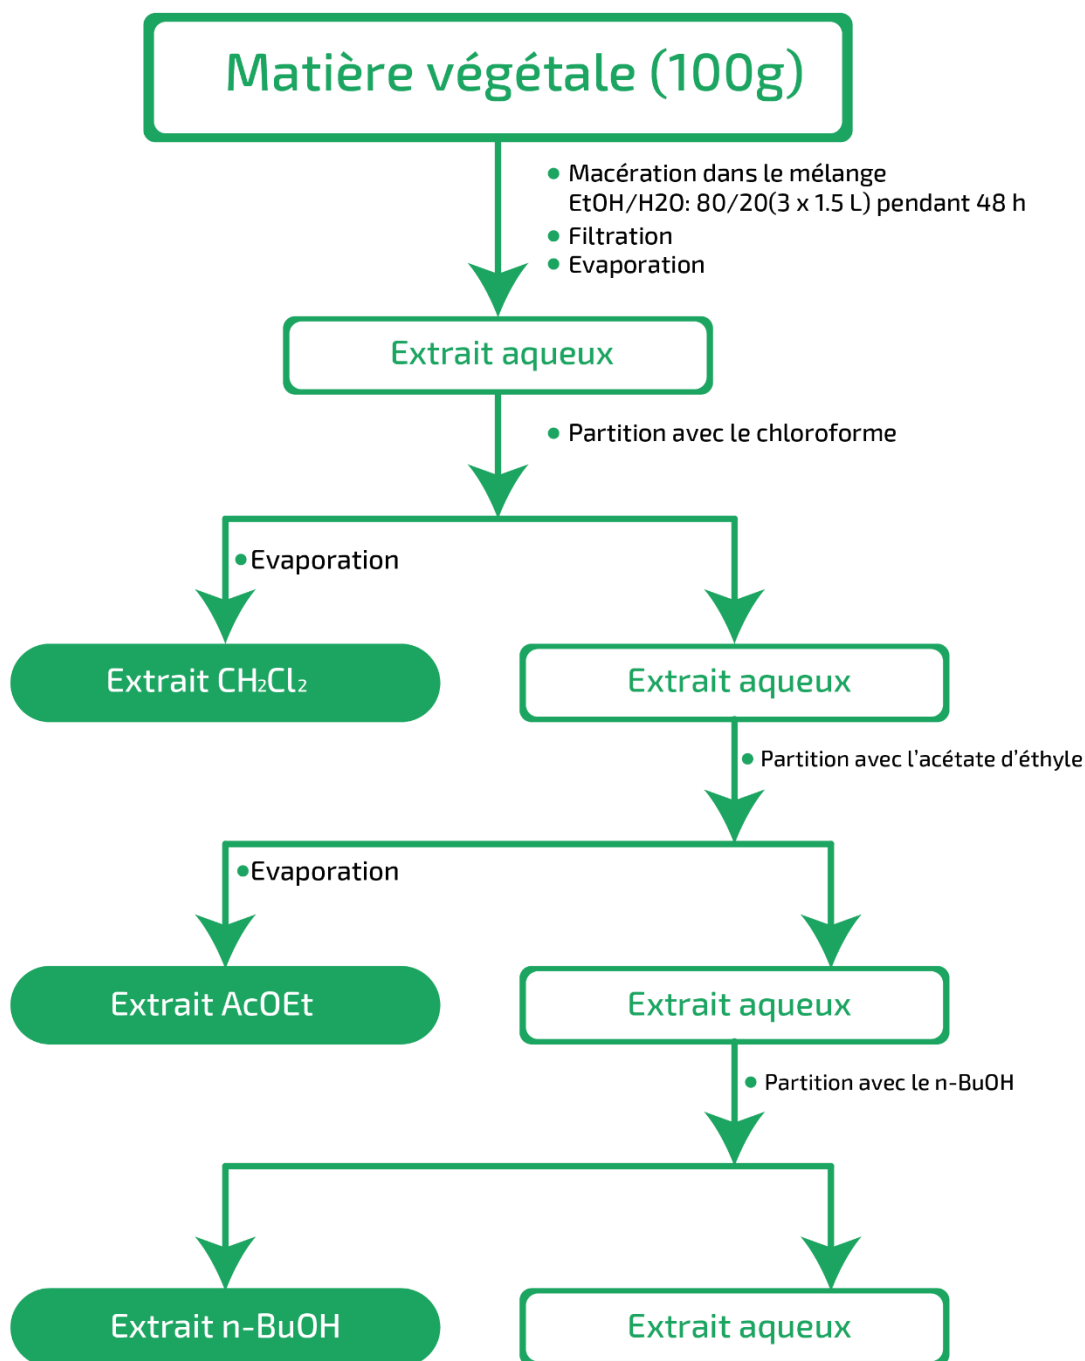 Matière végétale (100g)
• Macération dans le mélange
EtOH/H2O: 80/20(3 x 1.5 L) pendant 48 h
• Filtration
• Evaporation
Extrait aqueux
• Partition avec le chloroforme
• Evaporation
Extrait CH₂Cl₂
Extrait aqueux
• Partition avec l’acétate d’éthyle
• Evaporation
Extrait AcOEt
Extrait aqueux
• Partition avec le n-BuOH
Extrait n-BuOH
Extrait aqueux